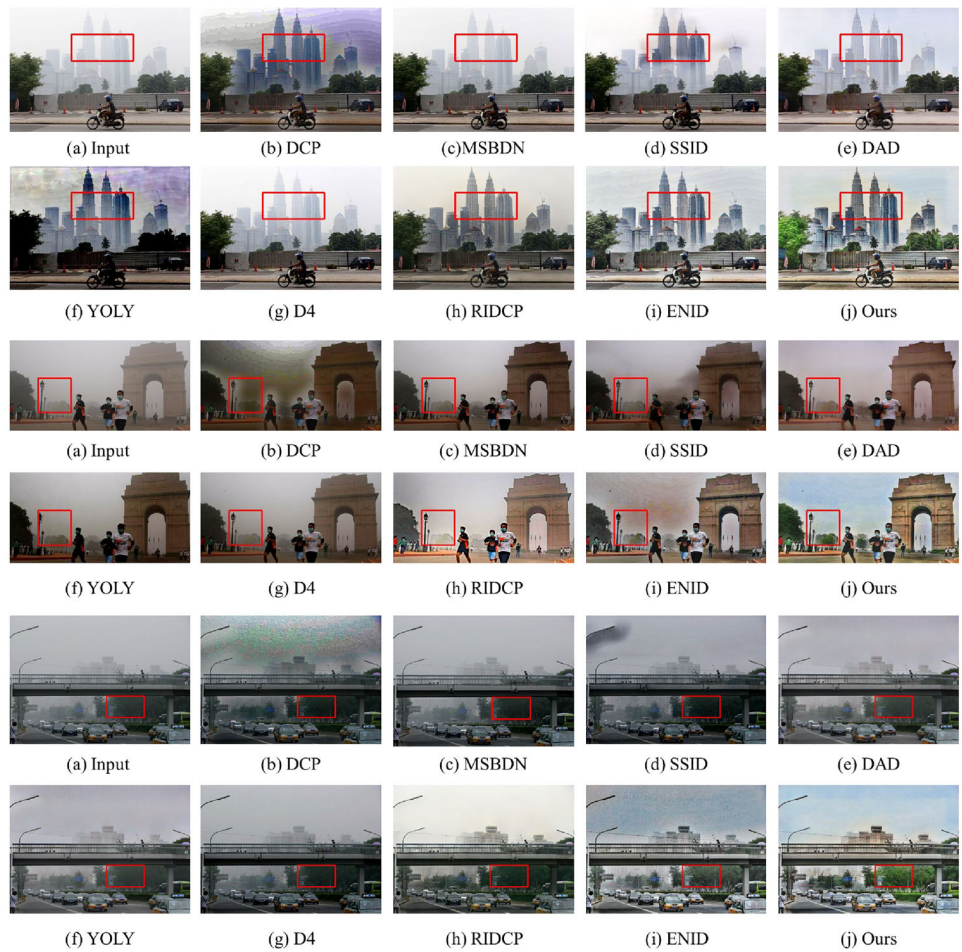 (a) Input (b) DCP (c)MSBDN (d) SSID (e) DAD
(f) YOLY (g) D4 (h) RIDCP (i) ENID (j) Ours
(a) Input (b) DCP (c) MSBDN (d) SSID (e) DAD
(f) YOLY (g) D4 (h) RIDCP (i) ENID (j) Ours
(a) Input (b) DCP (c) MSBDN (d) SSID (e) DAD
(f) YOLY (g) D4 (h) RIDCP (i) ENID (j) Ours